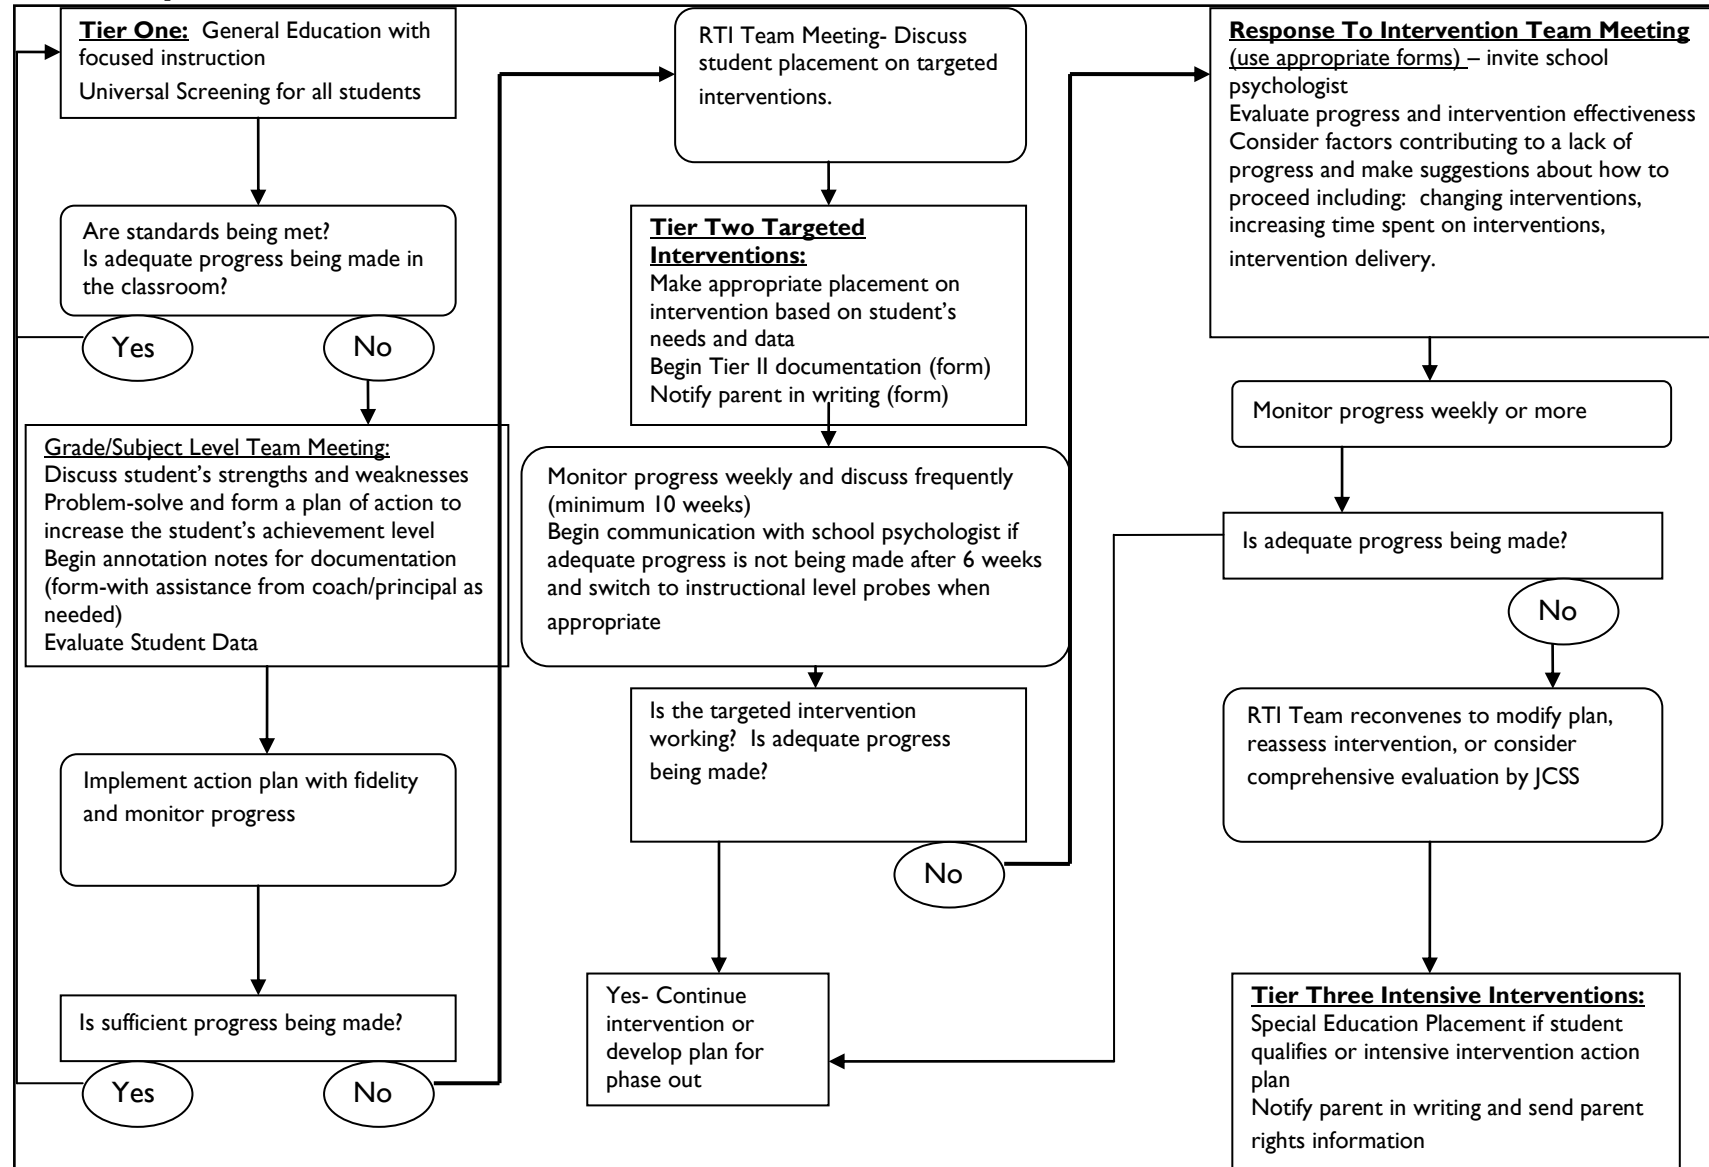 Tier One: General Education with
focused instruction
Universal Screening for all students
Are standards being met?
Is adequate progress being made in
the classroom?
Yes
No
Grade/Subject Level Team Meeting:
Discuss student’s strengths and weaknesses
Problem-solve and form a plan of action to
increase the student’s achievement level
Begin annotation notes for documentation
(form-with assistance from coach/principal as
needed)
Evaluate Student Data
Implement action plan with fidelity
and monitor progress
Is sufficient progress being made?
Yes
No
RTI Team Meeting- Discuss
student placement on targeted
interventions.
Tier Two Targeted
Interventions:
Make appropriate placement on
intervention based on student’s
needs and data
Begin Tier II documentation (form)
Notify parent in writing (form)
Monitor progress weekly and discuss frequently
(minimum 10 weeks)
Begin communication with school psychologist if
adequate progress is not being made after 6 weeks
and switch to instructional level probes when
appropriate
Is the targeted intervention
working? Is adequate progress
being made?
No
Yes- Continue
intervention or
develop plan for
phase out
Response To Intervention Team Meeting
(use appropriate forms) – invite school
psychologist
Evaluate progress and intervention effectiveness
Consider factors contributing to a lack of
progress and make suggestions about how to
proceed including: changing interventions,
increasing time spent on interventions,
intervention delivery.
Monitor progress weekly or more
Is adequate progress being made?
No
RTI Team reconvenes to modify plan,
reassess intervention, or consider
comprehensive evaluation by JCSS
Tier Three Intensive Interventions:
Special Education Placement if student
qualifies or intensive intervention action
plan
Notify parent in writing and send parent
rights information